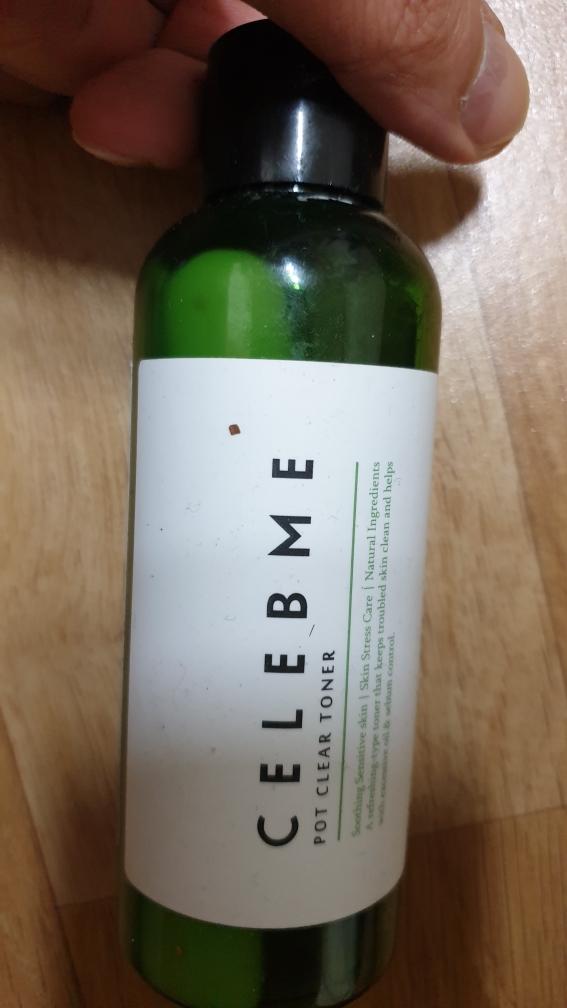 CELEBME
POT CLEAR TONER
Soothing Sensitive skin | Skin Stress Care | Natural Ingredients
A refreshing-type toner that keeps troubled skin clean and helps
with excessive oil & sebum control.